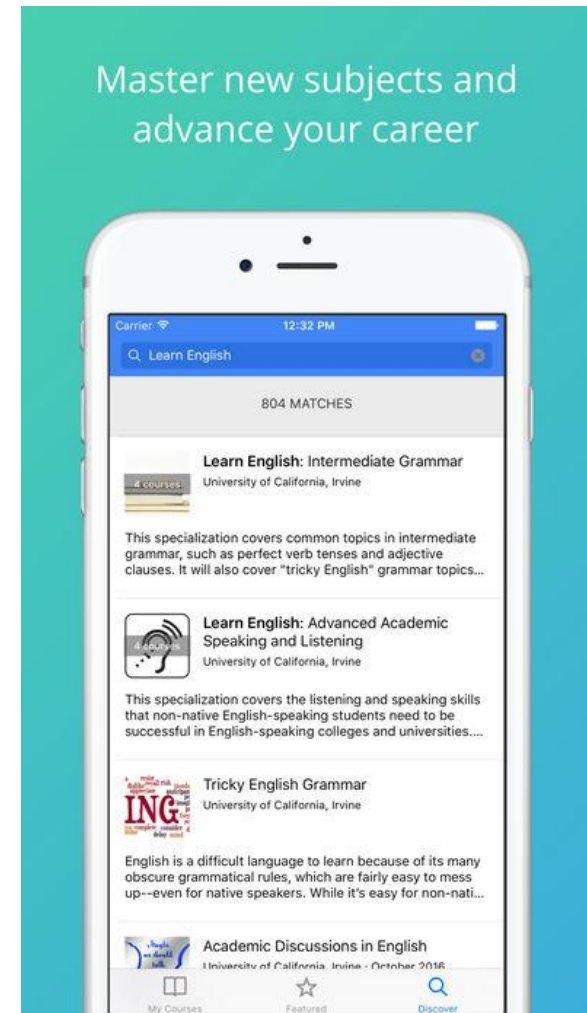 Master new subjects and
advance your career
Carrier
12:32 PM
Learn English
804 MATCHES
4 courses
Learn English: Intermediate Grammar
University of California, Irvine
This specialization covers common topics in intermediate
grammar, such as perfect verb tenses and adjective
clauses. It will also cover "tricky English" grammar topics...
4 courses
Learn English: Advanced Academic
Speaking and Listening
University of California, Irvine
This specialization covers the listening and speaking skills
that non-native English-speaking students need to be
successful in English-speaking colleges and universities....
ING
Tricky English Grammar
University of California, Irvine
English is a difficult language to learn because of its many
obscure grammatical rules, which are fairly easy to mess
up--even for native speakers. While it's easy for non-nati...
Maybe
we should
talk
Academic Discussions in English
University of California, Irvine · October 2016
My Courses
Featured
Discover